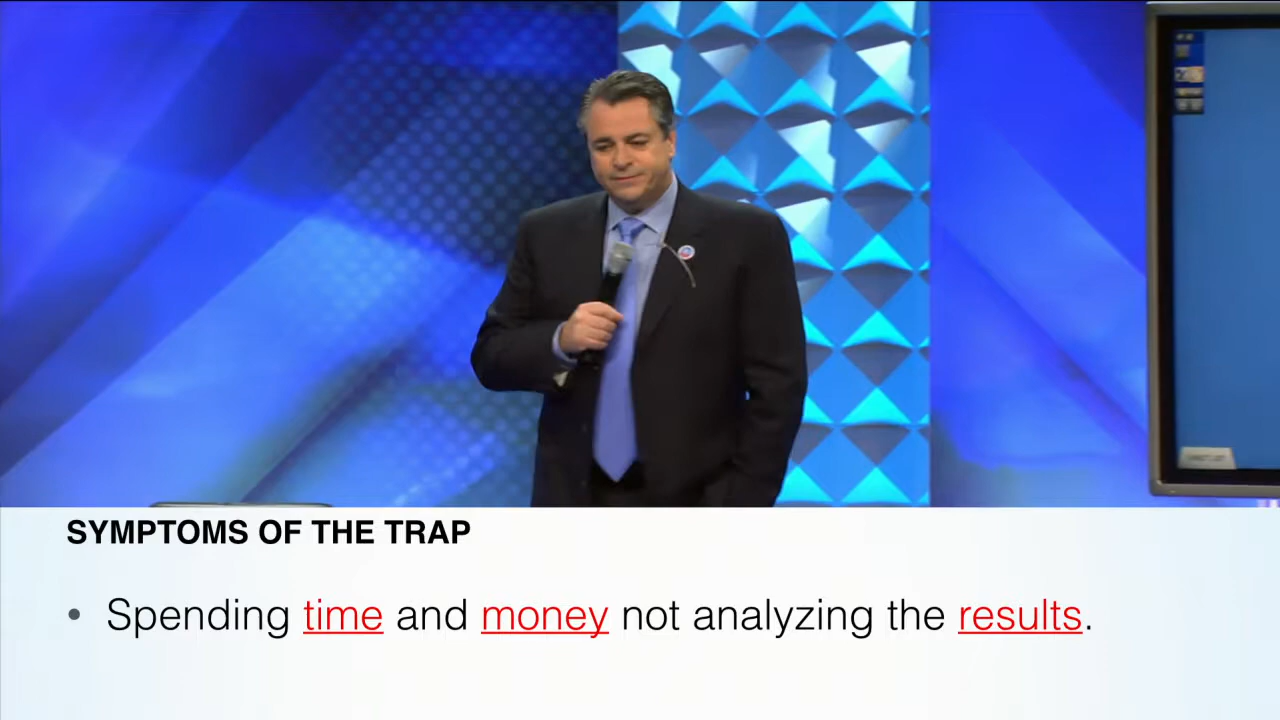 SYMPTOMS OF THE TRAP
• Spending time and money not analyzing the results.